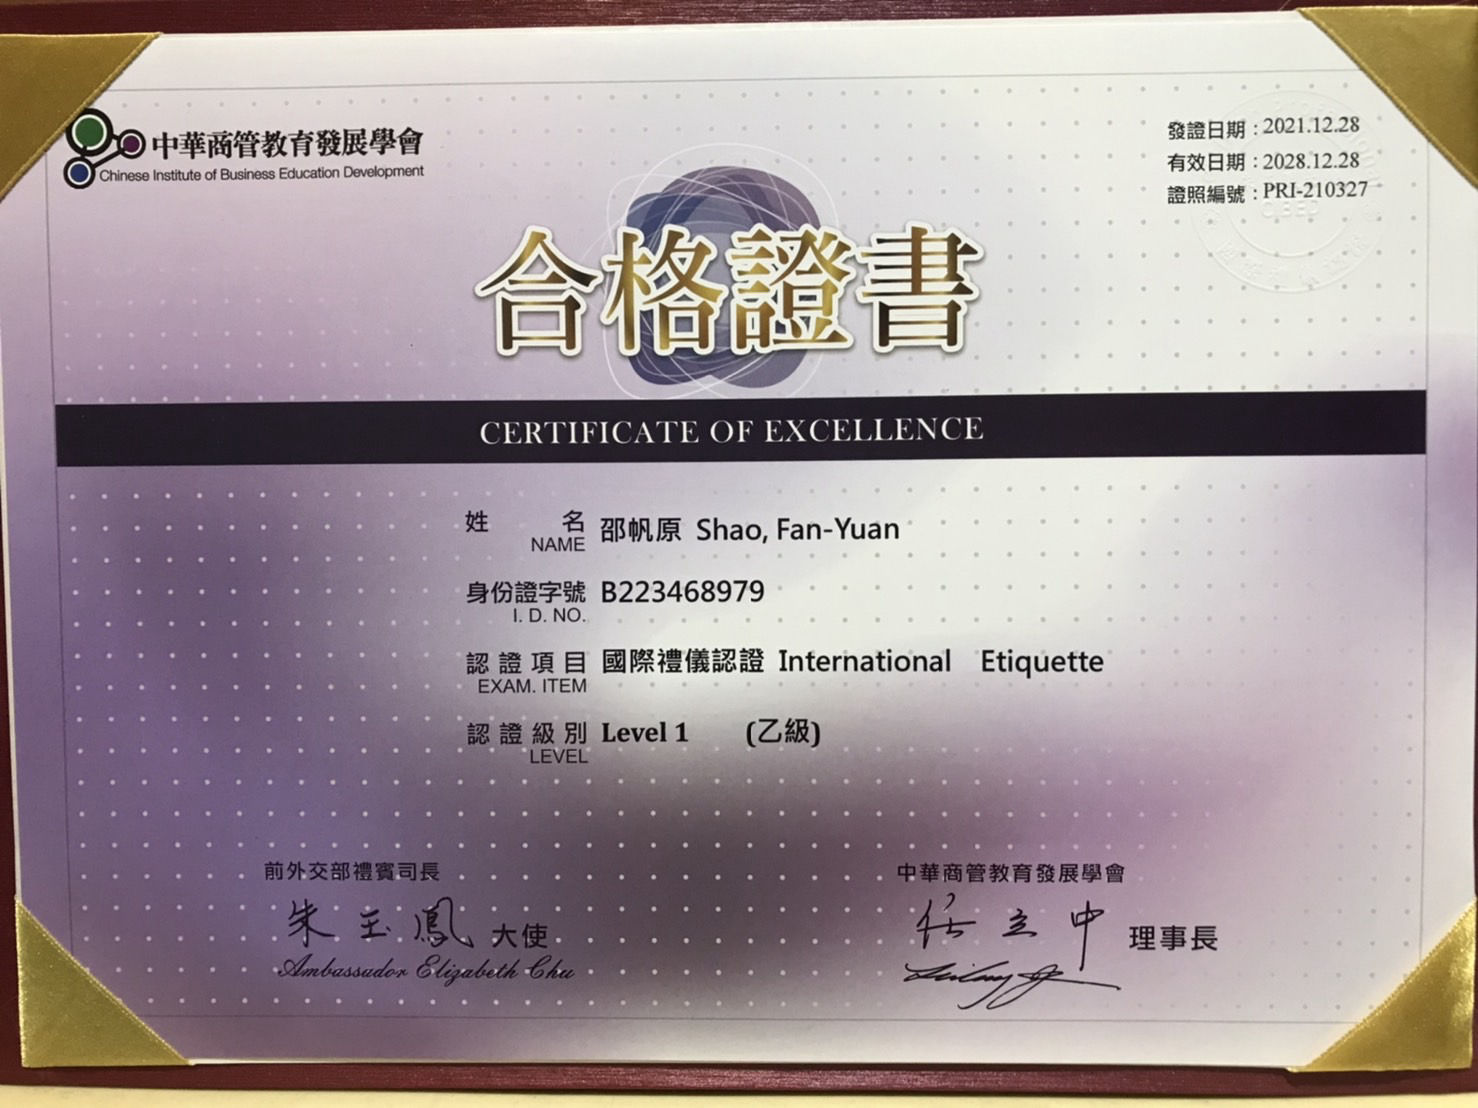 中華商管教育發展學會
Chinese Institute of Business Education Development
發證日期：2021.12.28
有效日期：2028.12.28
證照編號：PRI-210327
合格證書
CERTIFICATE OF EXCELLENCE
姓 名 邵帆原 Shao, Fan-Yuan
NAME
身份證字號 B223468979
I. D. NO.
認證項目 國際禮儀認證 International Etiquette
EXAM. ITEM
認證級別 Level 1 (乙級)
LEVEL
前外交部禮賓司長
朱玉鳳 大使
Ambassador Elizabeth Chu
中華商管教育發展學會
任立中 理事長